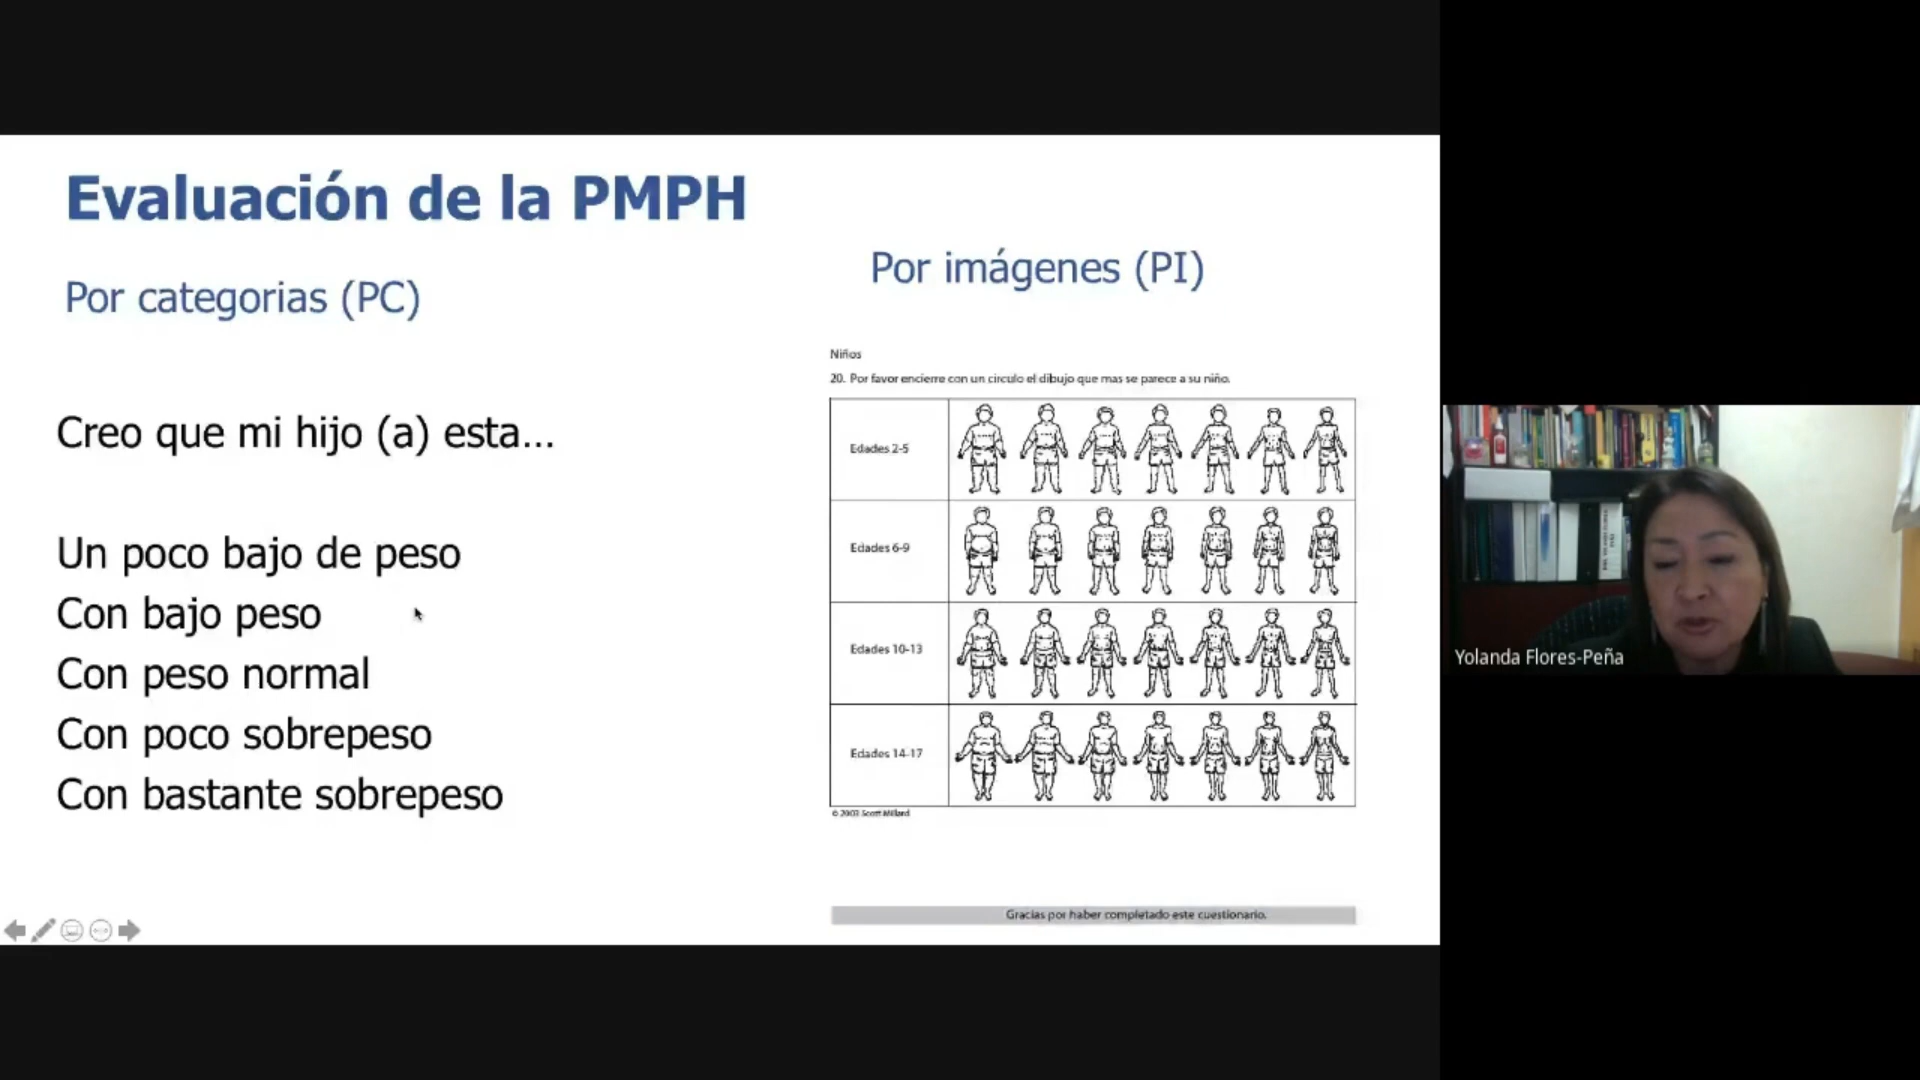 Evaluación de la PMPH
Por categorias (PC)
Creo que mi hijo (a) esta...
Un poco bajo de peso
Con bajo peso
Con peso normal
Con poco sobrepeso
Con bastante sobrepeso
Por imágenes (PI)
Niños
20. Por favor encierre con un circulo el dibujo que mas se parece a su niño.
Edades 2-5
Edades 6-9
Edades 10-13
Edades 14-17
© 2003 Scott Millard
Gracias por haber completado este cuestionario.
Yolanda Flores-Peña